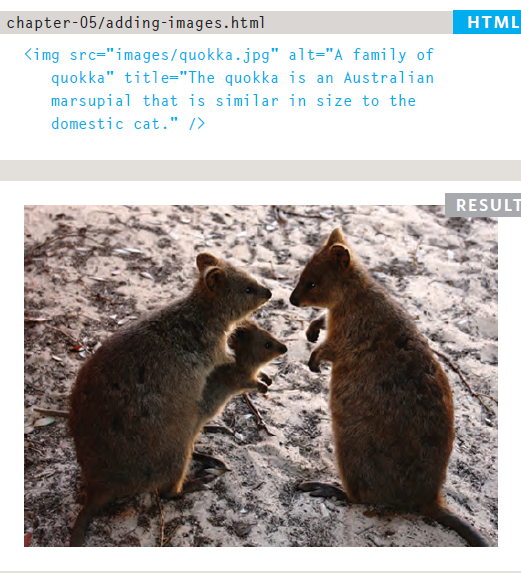 chapter-05/adding-images.html HTML
<img src="images/quokka.jpg" alt="A family of
quokka" title="The quokka is an Australian
marsupial that is similar in size to the
domestic cat." />
RESULT